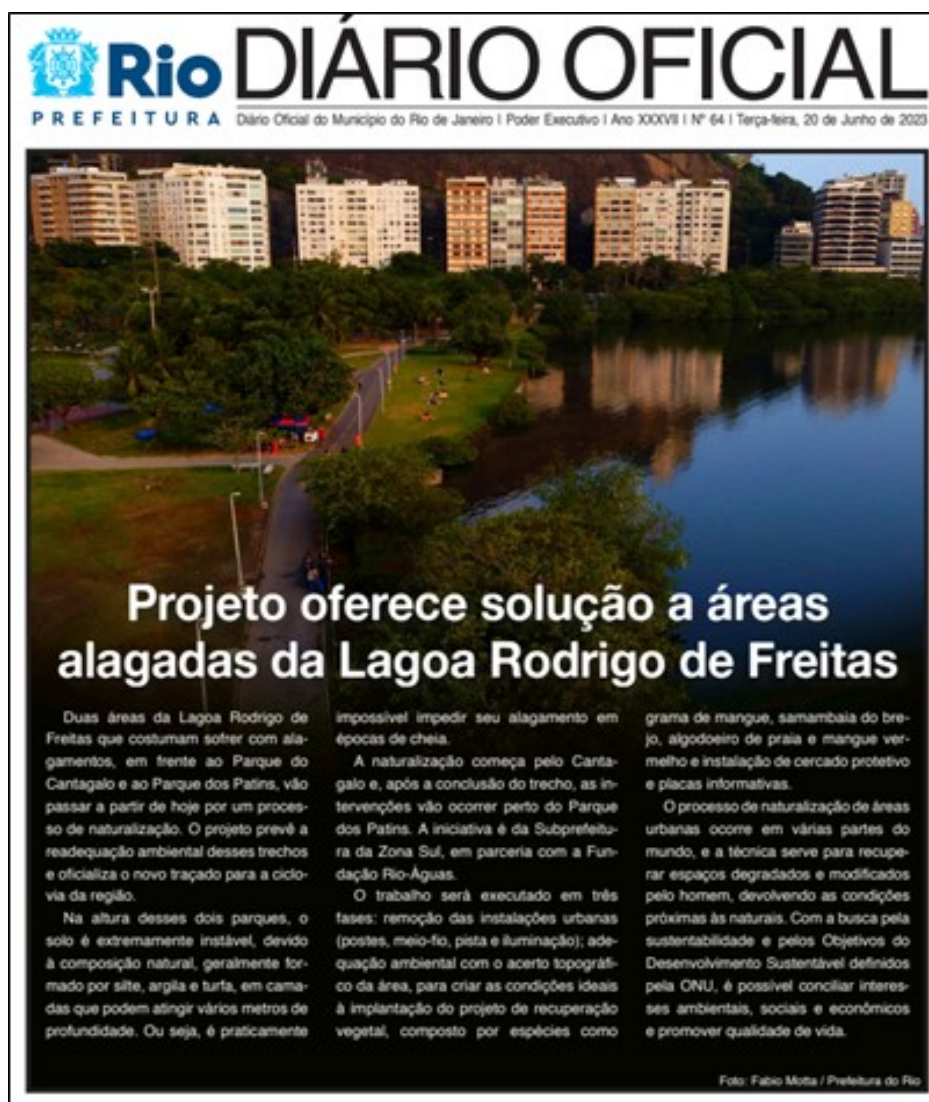 Rio
PREFEITURA
DIÁRIO OFICIAL
Diário Oficial do Município do Rio de Janeiro | Poder Executivo | Ano XXXVII | Nº 64 | Terça-feira, 20 de Junho de 2023
Projeto oferece solução a áreas
alagadas da Lagoa Rodrigo de Freitas
Duas áreas da Lagoa Rodrigo de
Freitas que costumam sofrer com ala-
gamentos, em frente ao Parque do
Cantagalo e ao Parque dos Patins, vão
passar a partir de hoje por um proces-
so de naturalização. O projeto prevê a
readequação ambiental desses trechos
e oficializa o novo traçado para a ciclo-
via da região.
Na altura desses dois parques, o
solo é extremamente instável, devido
à composição natural, geralmente for-
mado por silte, argila e turfa, em cama-
das que podem atingir vários metros de
profundidade. Ou seja, é praticamente
impossível impedir seu alagamento em
épocas de cheia.
A naturalização começa pelo Canta-
galo e, após a conclusão do trecho, as in-
tervenções vão ocorrer perto do Parque
dos Patins. A iniciativa é da Subprefeitu-
ra da Zona Sul, em parceria com a Fun-
dação Rio-Águas.
O trabalho será executado em três
fases: remoção das instalações urbanas
(postes, meio-fio, pista e iluminação); ade-
quação ambiental com o acerto topográfi-
co da área, para criar as condições ideais
à implantação do projeto de recuperação
vegetal, composto por espécies como
grama de mangue, samambaia do bre-
jo, algodoeiro de praia e mangue ver-
melho e instalação de cercado protetivo
e placas informativas.
O processo de naturalização de áreas
urbanas ocorre em várias partes do
mundo, e a técnica serve para recupe-
rar espaços degradados e modificados
pelo homem, devolvendo as condições
próximas às naturais. Com a busca pela
sustentabilidade e pelos Objetivos do
Desenvolvimento Sustentável definidos
pela ONU, é possível conciliar interes-
ses ambientais, sociais e econômicos
e promover qualidade de vida.
Foto: Fabio Motta / Prefeitura do Rio